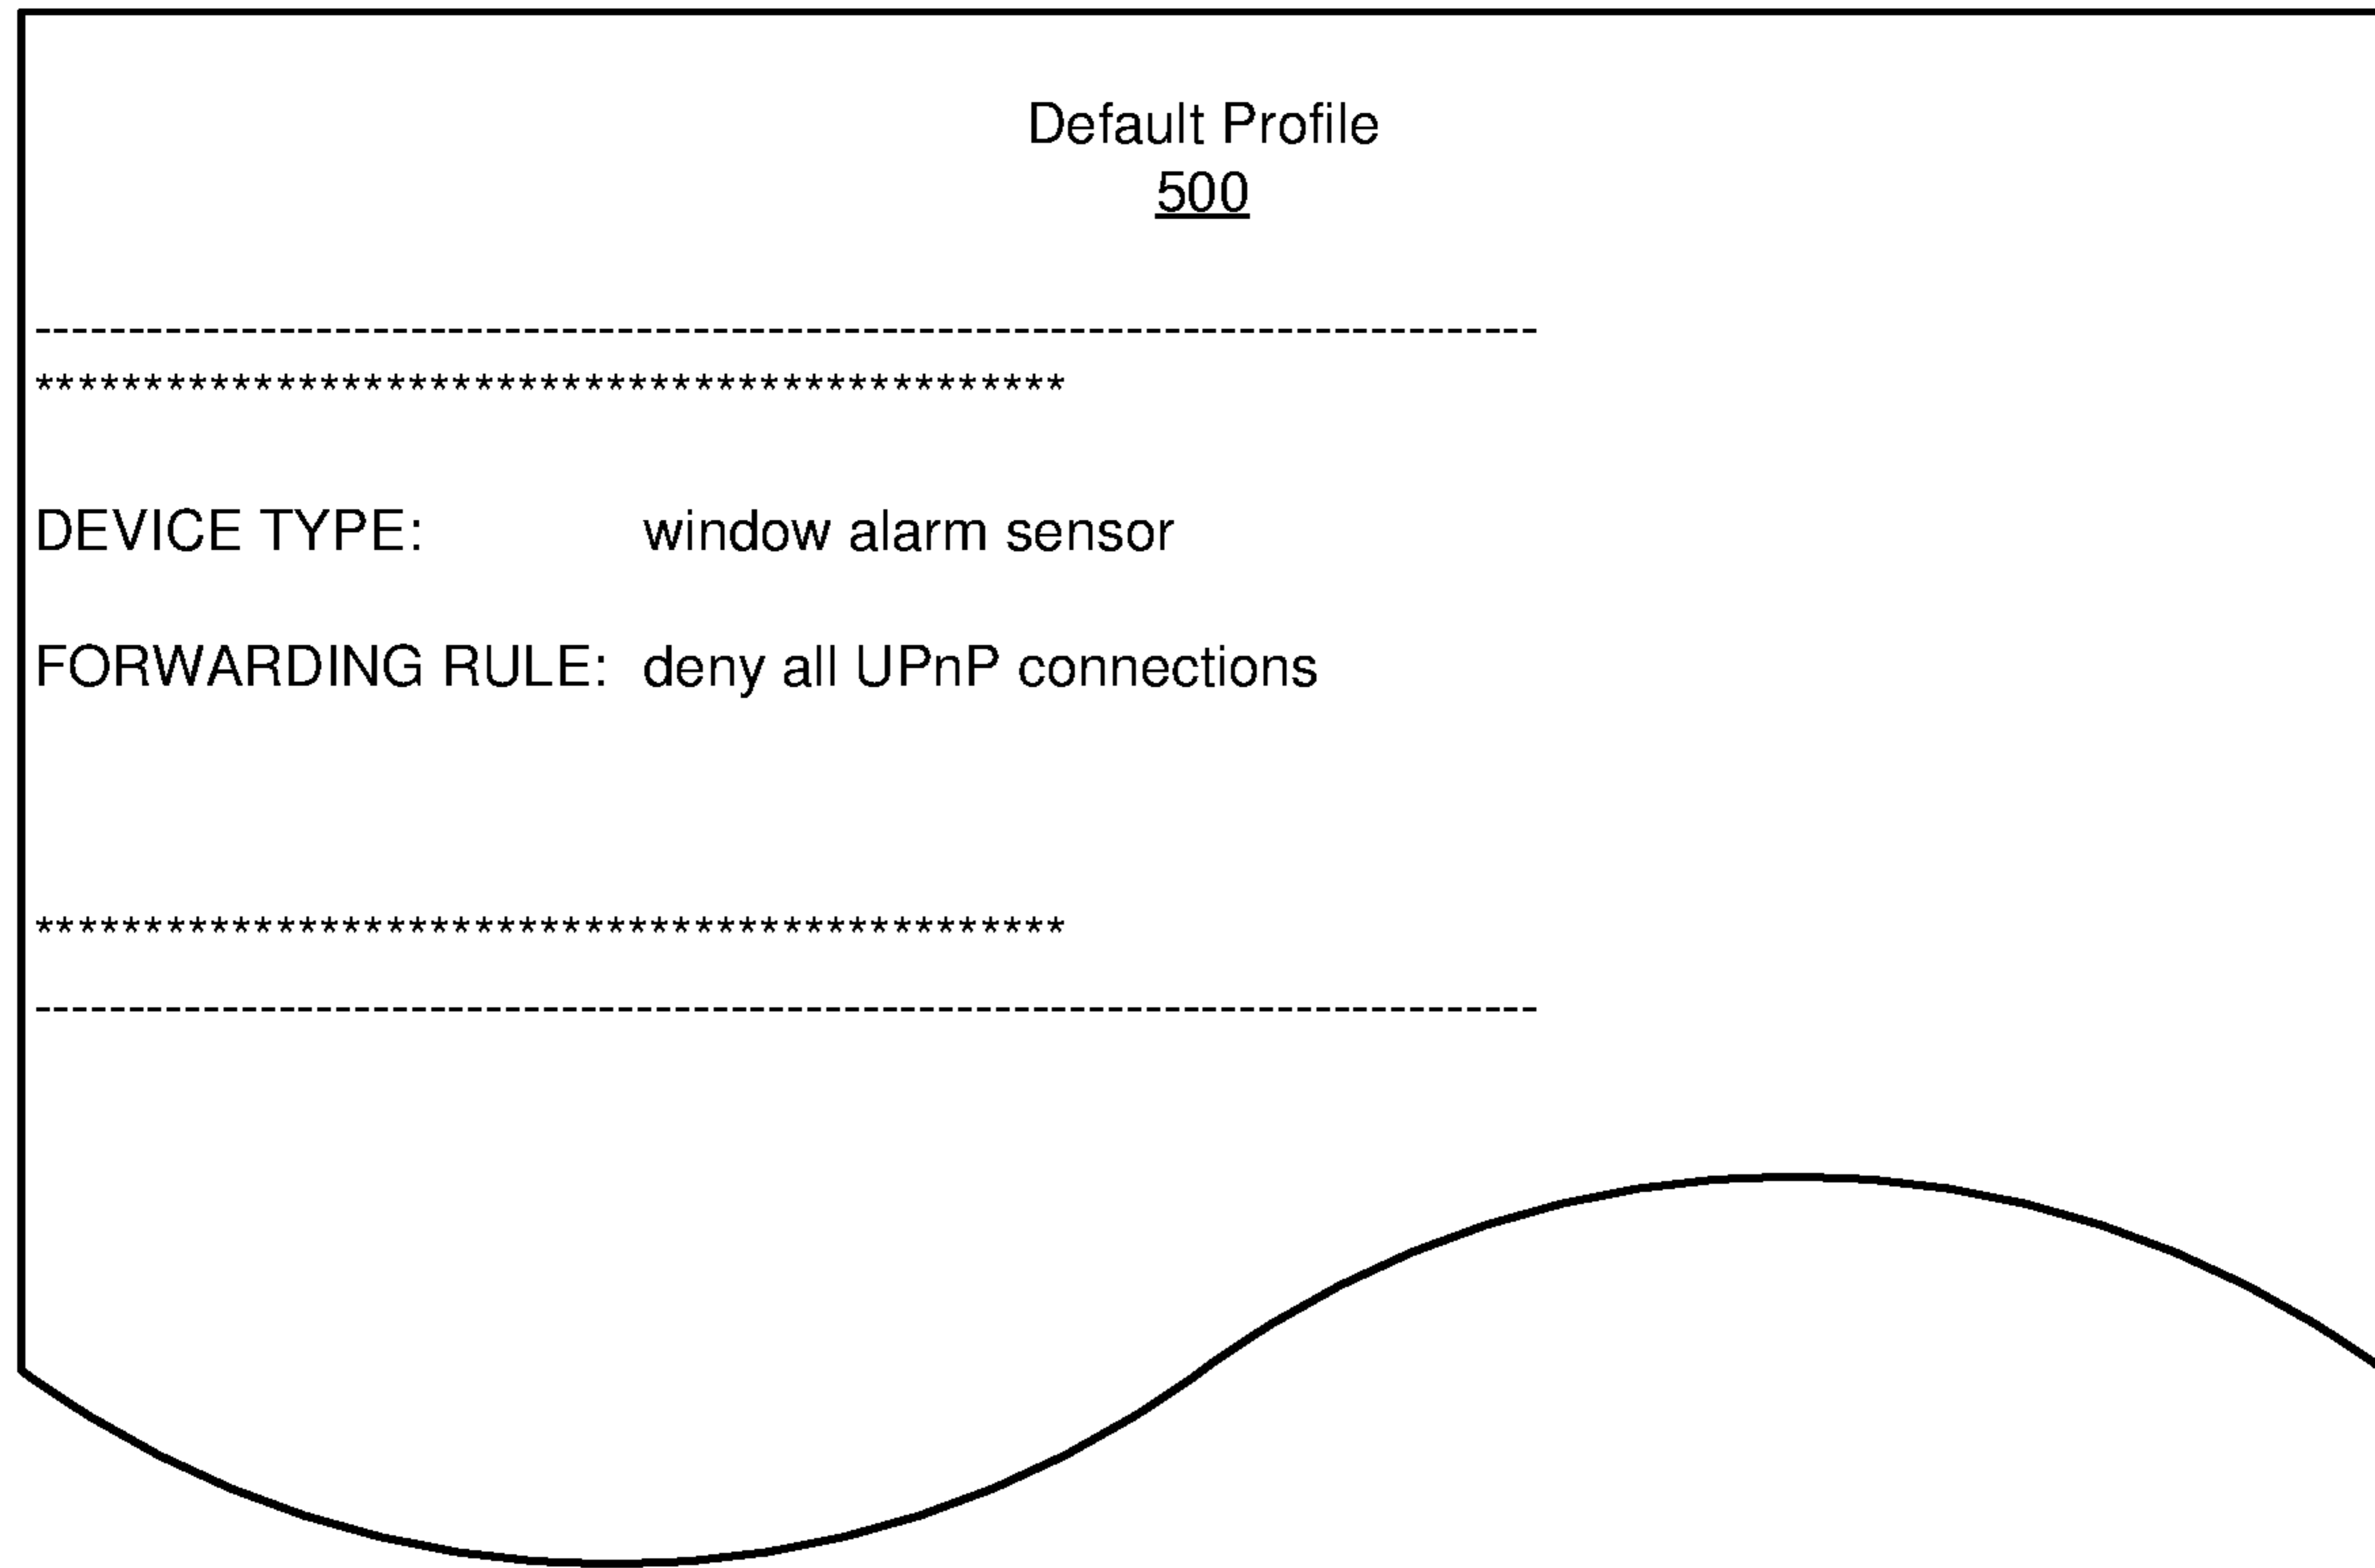 Default Profile
500
--------------------------------------------------------------------------------
***********************************************
DEVICE TYPE: window alarm sensor
FORWARDING RULE: deny all UPnP connections
***********************************************
--------------------------------------------------------------------------------